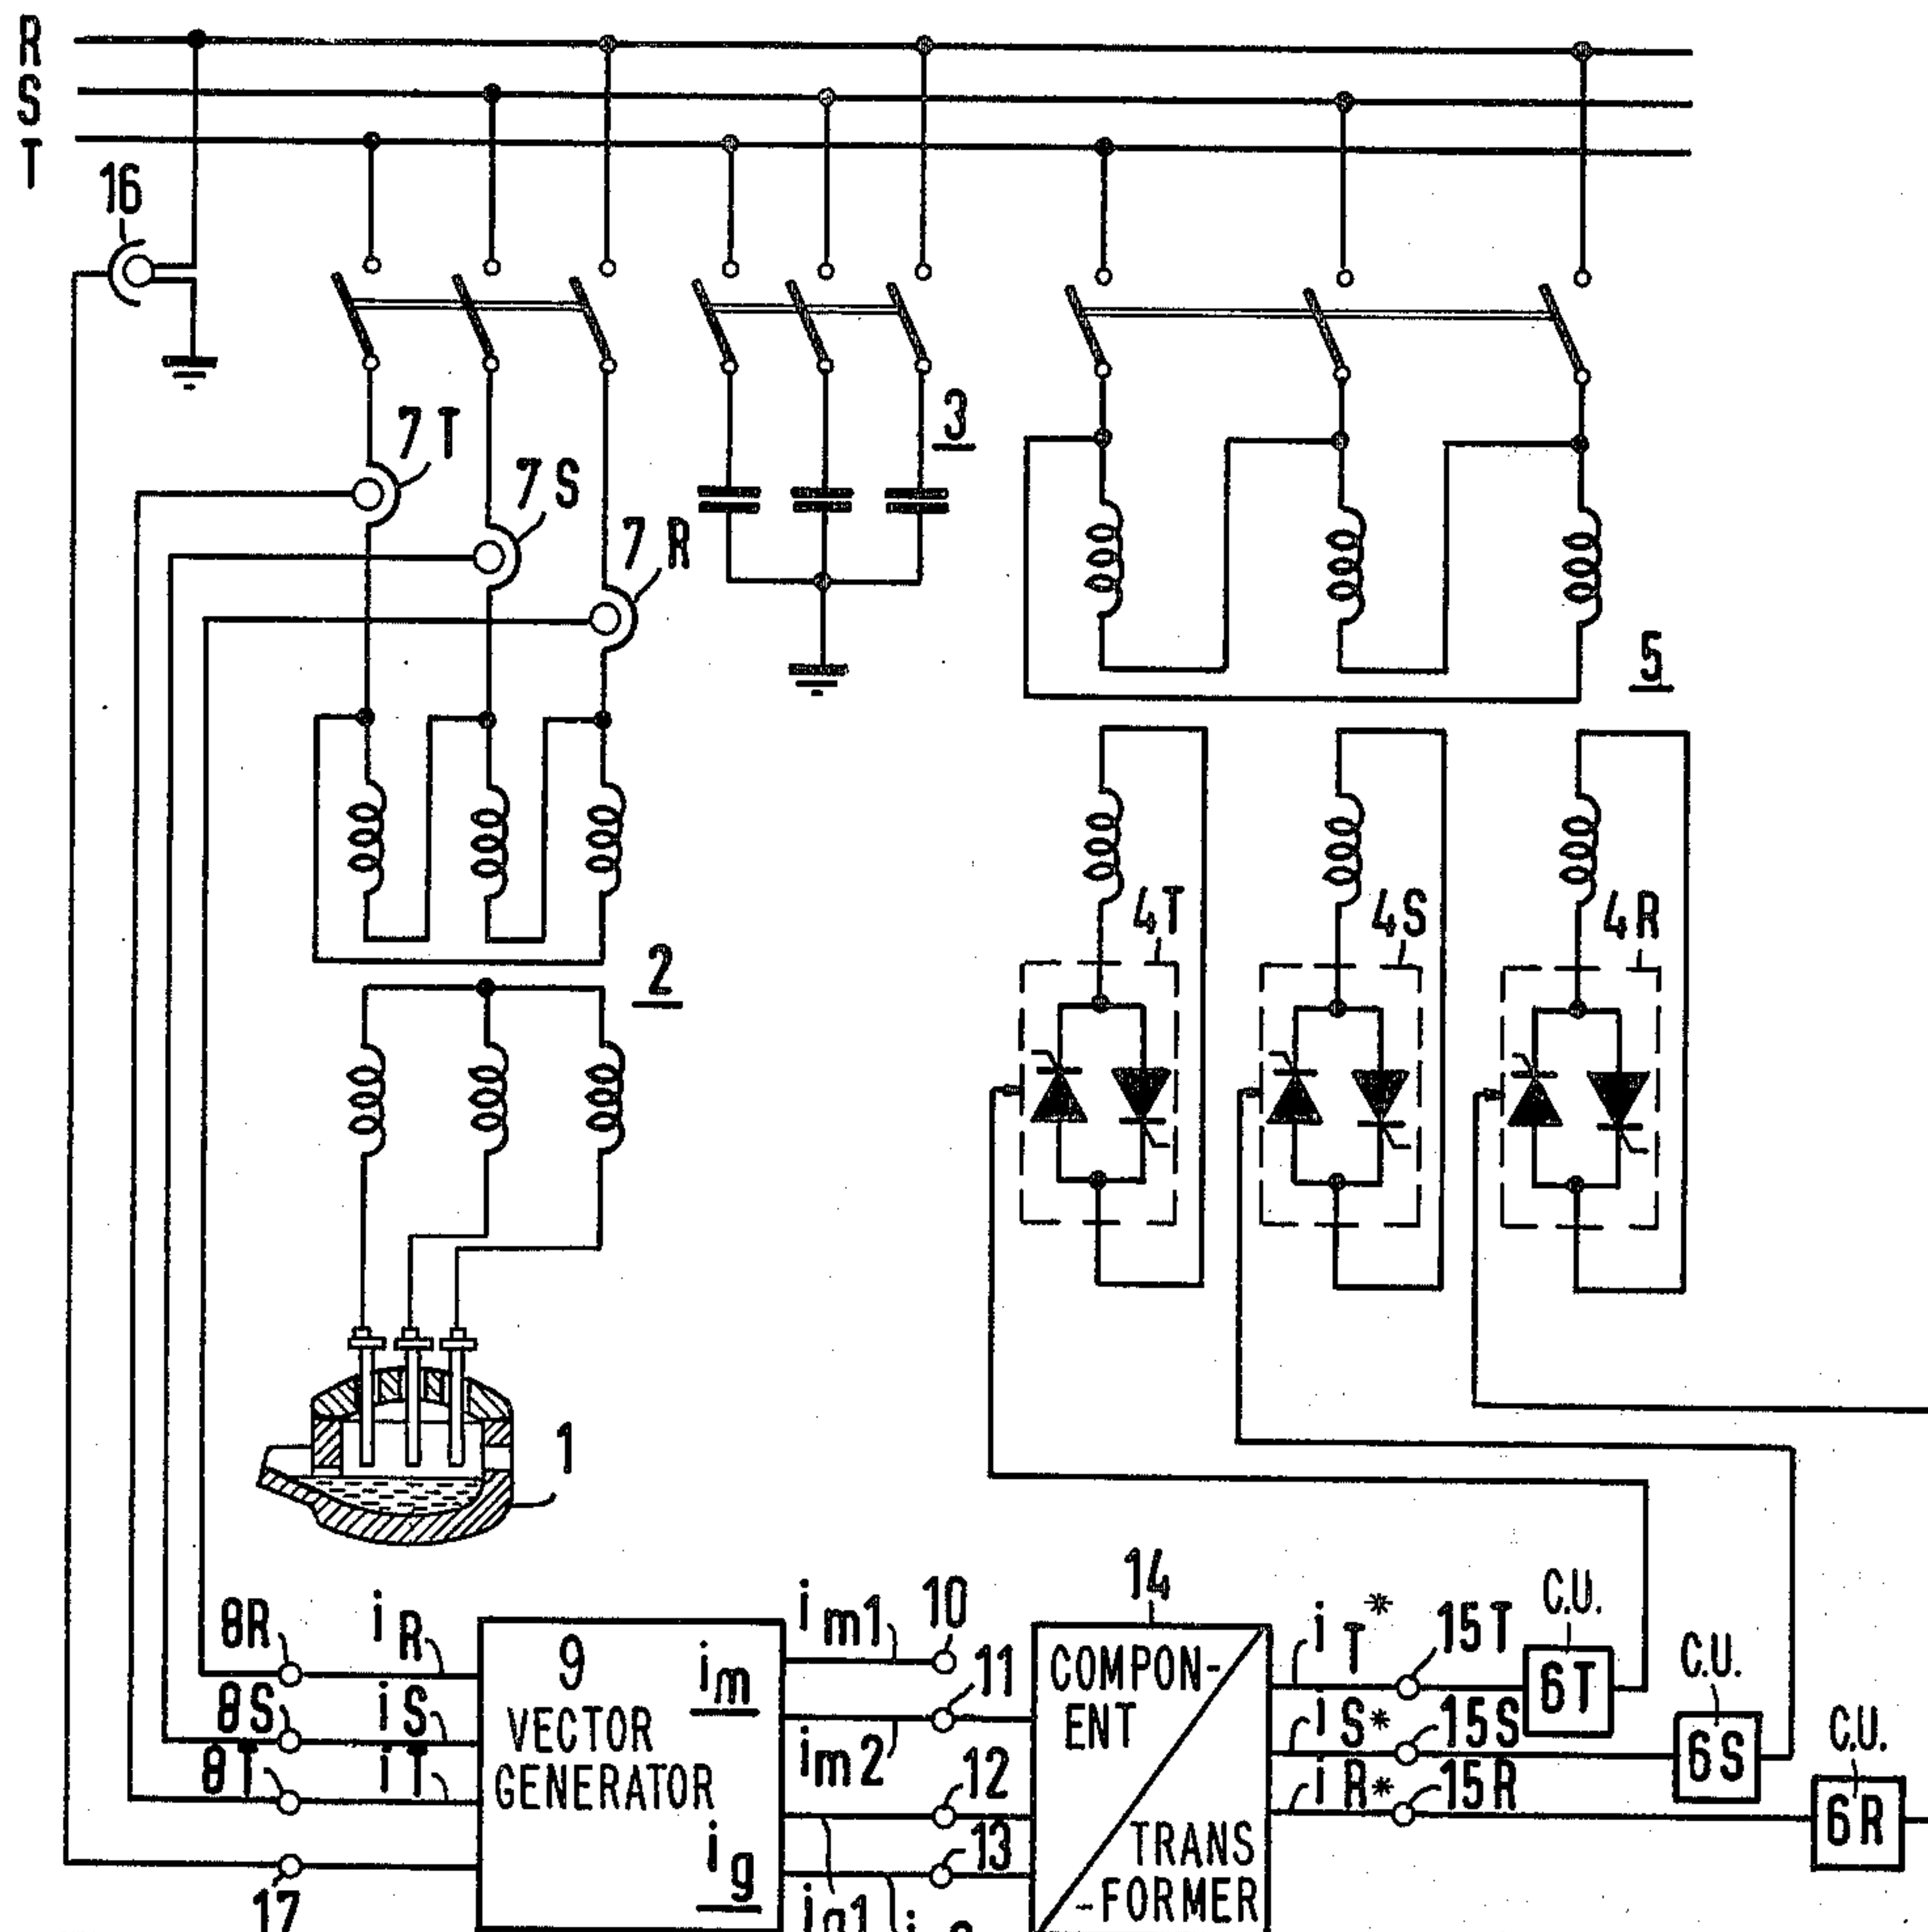 R
S
T
16
7T
7S
7R
3
5
2
4T
4S
4R
1
8R
iR
8S
iS
8T
iT
17
9
VECTOR
GENERATOR
im
ig
im1
10
im2
11
12
13
ig1
14
COMPON-
ENT
TRANS
-FORMER
iT*
15T
iS*
15S
iR*
15R
C.U.
6T
C.U.
6S
C.U.
6R